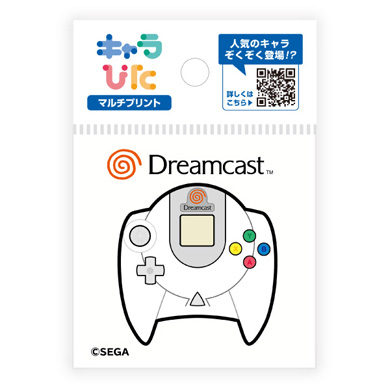 キャラ
ぴた
マルチプリント
人気のキャラ
ぞくぞく登場!?
詳しくは
こちら▶
Dreamcast™
Dreamcast
Y
X
B
A
©SEGA